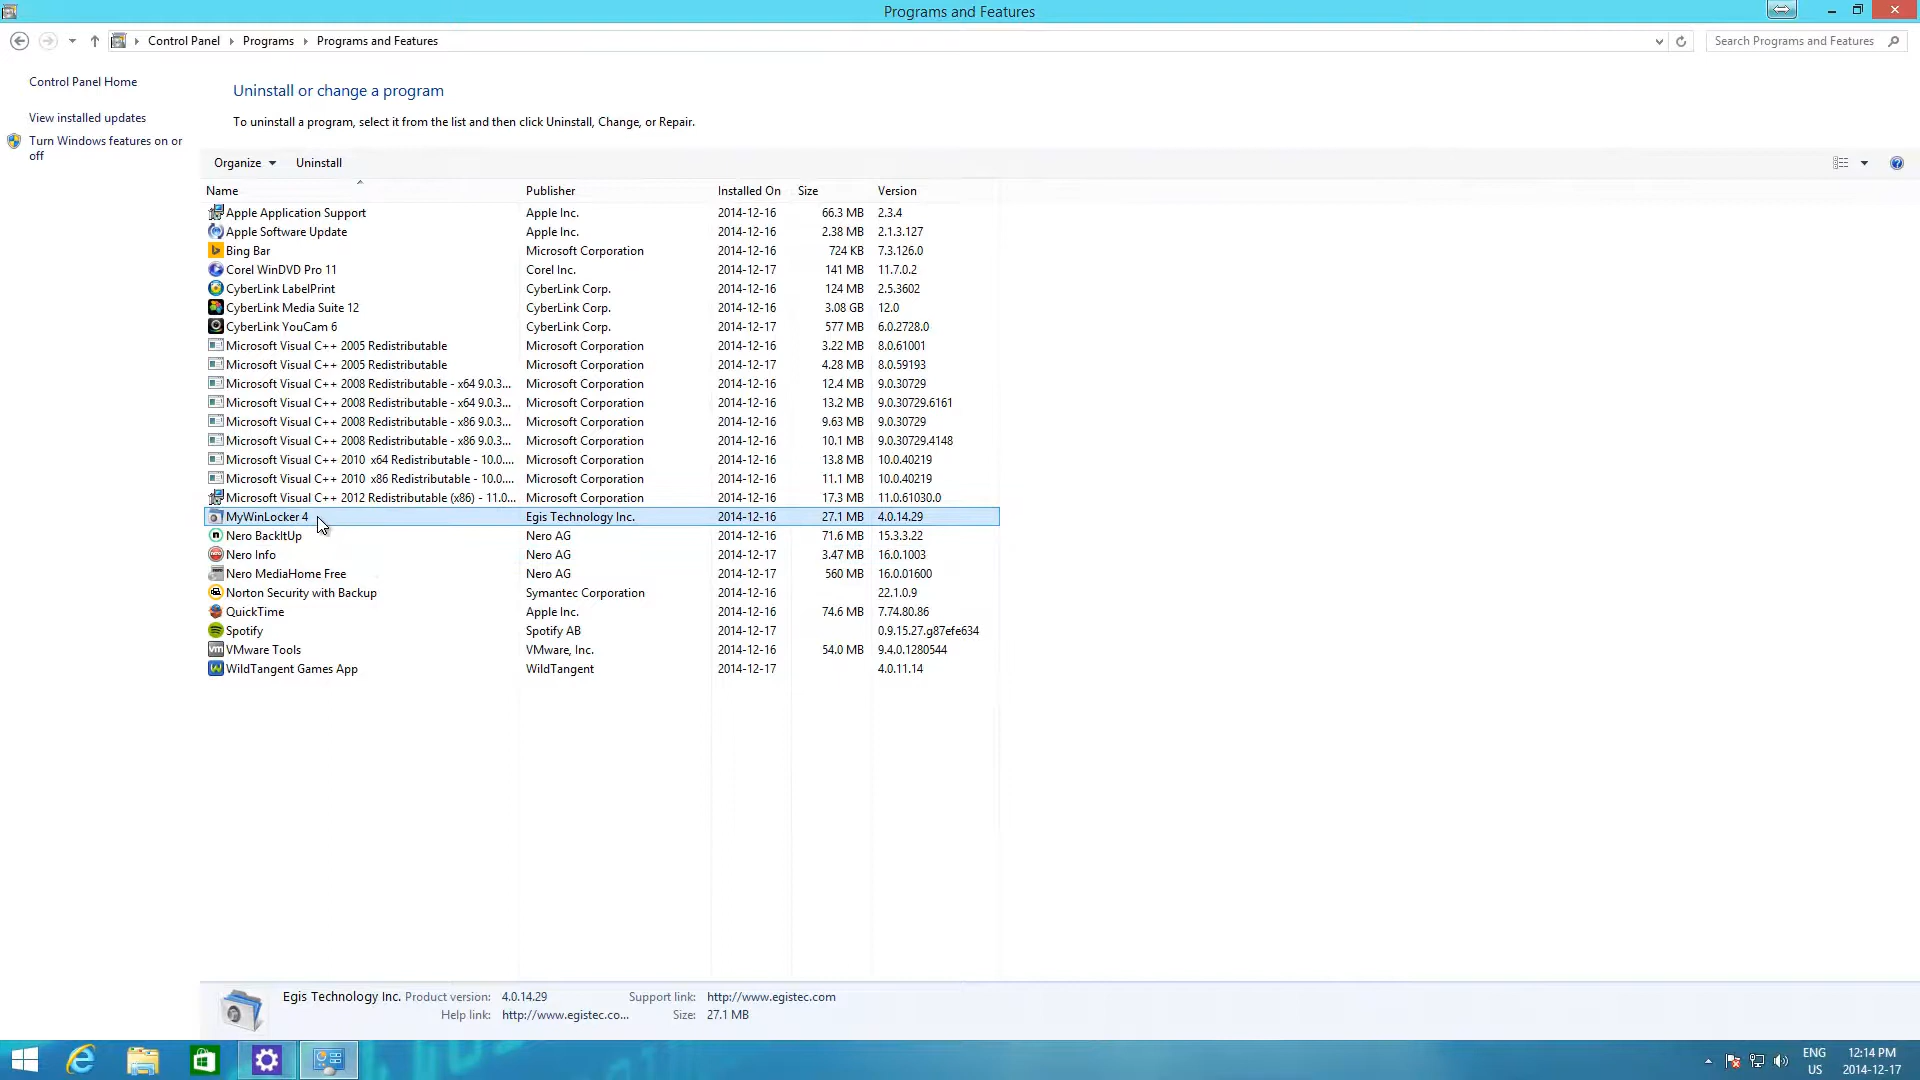 Programs and Features
Control Panel Programs Programs and Features
Search Programs and Features
Control Panel Home
View installed updates
Turn Windows features on or
off
Uninstall or change a program
To uninstall a program, select it from the list and then click Uninstall, Change, or Repair.
Organize Uninstall
Name Publisher Installed On Size Version
Apple Application Support Apple Inc. 2014-12-16 66.3 MB 2.3.4
Apple Software Update Apple Inc. 2014-12-16 2.38 MB 2.1.3.127
Bing Bar Microsoft Corporation 2014-12-16 724 KB 7.3.126.0
Corel WinDVD Pro 11 Corel Inc. 2014-12-17 141 MB 11.7.0.2
CyberLink LabelPrint CyberLink Corp. 2014-12-16 124 MB 2.5.3602
CyberLink Media Suite 12 CyberLink Corp. 2014-12-16 3.08 GB 12.0
CyberLink YouCam 6 CyberLink Corp. 2014-12-17 577 MB 6.0.2728.0
Microsoft Visual C++ 2005 Redistributable Microsoft Corporation 2014-12-16 3.22 MB 8.0.61001
Microsoft Visual C++ 2005 Redistributable Microsoft Corporation 2014-12-17 4.28 MB 8.0.59193
Microsoft Visual C++ 2008 Redistributable - x64 9.0.3... Microsoft Corporation 2014-12-16 12.4 MB 9.0.30729
Microsoft Visual C++ 2008 Redistributable - x64 9.0.3... Microsoft Corporation 2014-12-16 13.2 MB 9.0.30729.6161
Microsoft Visual C++ 2008 Redistributable - x86 9.0.3... Microsoft Corporation 2014-12-16 9.63 MB 9.0.30729
Microsoft Visual C++ 2008 Redistributable - x86 9.0.3... Microsoft Corporation 2014-12-16 10.1 MB 9.0.30729.4148
Microsoft Visual C++ 2010 x64 Redistributable - 10.0.... Microsoft Corporation 2014-12-16 13.8 MB 10.0.40219
Microsoft Visual C++ 2010 x86 Redistributable - 10.0.... Microsoft Corporation 2014-12-16 11.1 MB 10.0.40219
Microsoft Visual C++ 2012 Redistributable (x86) - 11.0... Microsoft Corporation 2014-12-16 17.3 MB 11.0.61030.0
MyWinLocker 4 Egis Technology Inc. 2014-12-16 27.1 MB 4.0.14.29
Nero BackItUp Nero AG 2014-12-16 71.6 MB 15.3.3.22
Nero Info Nero AG 2014-12-17 3.47 MB 16.0.1003
Nero MediaHome Free Nero AG 2014-12-17 560 MB 16.0.01600
Norton Security with Backup Symantec Corporation 2014-12-16 22.1.0.9
QuickTime Apple Inc. 2014-12-16 74.6 MB 7.74.80.86
Spotify Spotify AB 2014-12-17 0.9.15.27.g87efe634
VMware Tools VMware, Inc. 2014-12-16 54.0 MB 9.4.0.1280544
WildTangent Games App WildTangent 2014-12-17 4.0.11.14
Egis Technology Inc. Product version: 4.0.14.29 Support link: http://www.egistec.com
Help link: http://www.egistec.co... Size: 27.1 MB
ENG 12:14 PM
US 2014-12-17